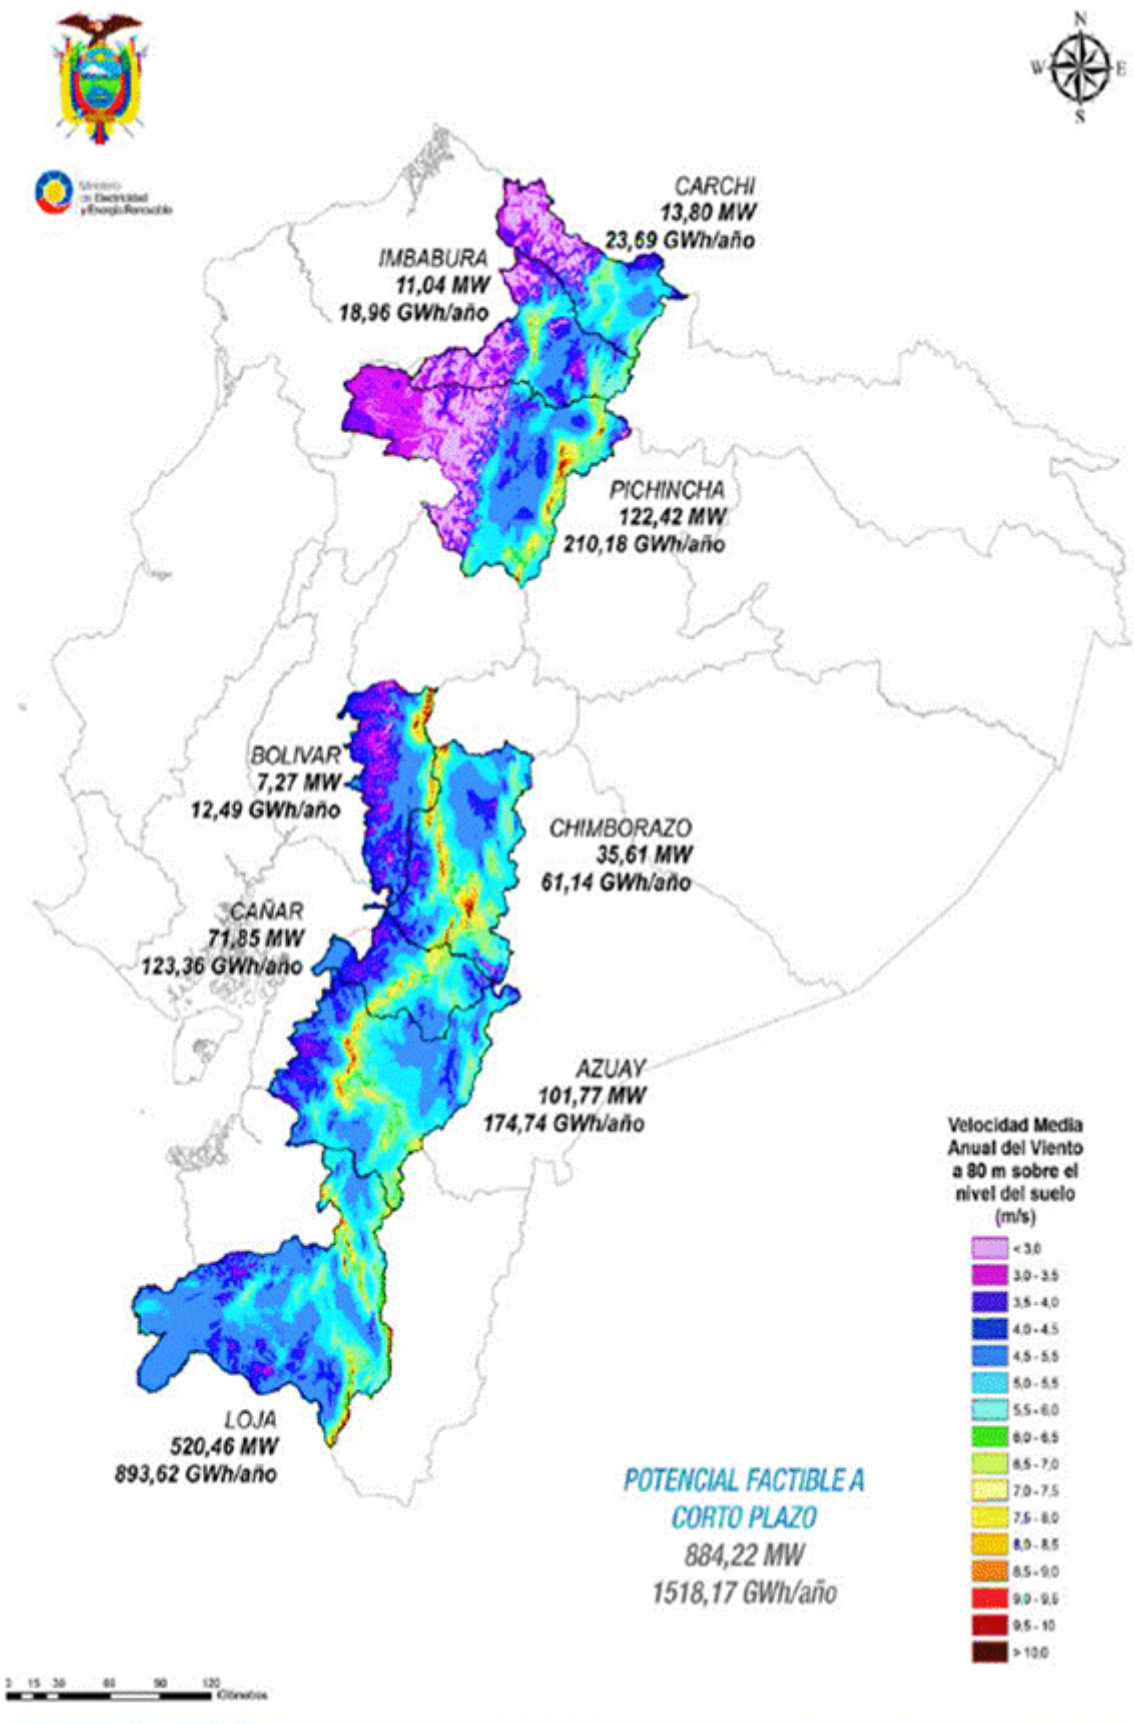 N
W E
S
Ministerio
de Electricidad
y Energía Renovable
CARCHI
13,80 MW
23,69 GWh/año
IMBABURA
11,04 MW
18,96 GWh/año
PICHINCHA
122,42 MW
210,18 GWh/año
BOLIVAR
7,27 MW
12,49 GWh/año
CHIMBORAZO
35,61 MW
61,14 GWh/año
CAÑAR
71,85 MW
123,36 GWh/año
AZUAY
101,77 MW
174,74 GWh/año
LOJA
520,46 MW
893,62 GWh/año
Velocidad Media
Anual del Viento
a 80 m sobre el
nivel del suelo
(m/s)
< 3,0
3,0 - 3,5
3,5 - 4,0
4,0 - 4,5
4,5 - 5,5
5,0 - 5,5
5,5 - 6,0
6,0 - 6,5
6,5 - 7,0
7,0 - 7,5
7,5 - 8,0
8,0 - 8,5
8,5 - 9,0
9,0 - 9,5
9,5 - 10
> 10,0
POTENCIAL FACTIBLE A
CORTO PLAZO
884,22 MW
1518,17 GWh/año
0 15 30 60 90 120
Kilometros